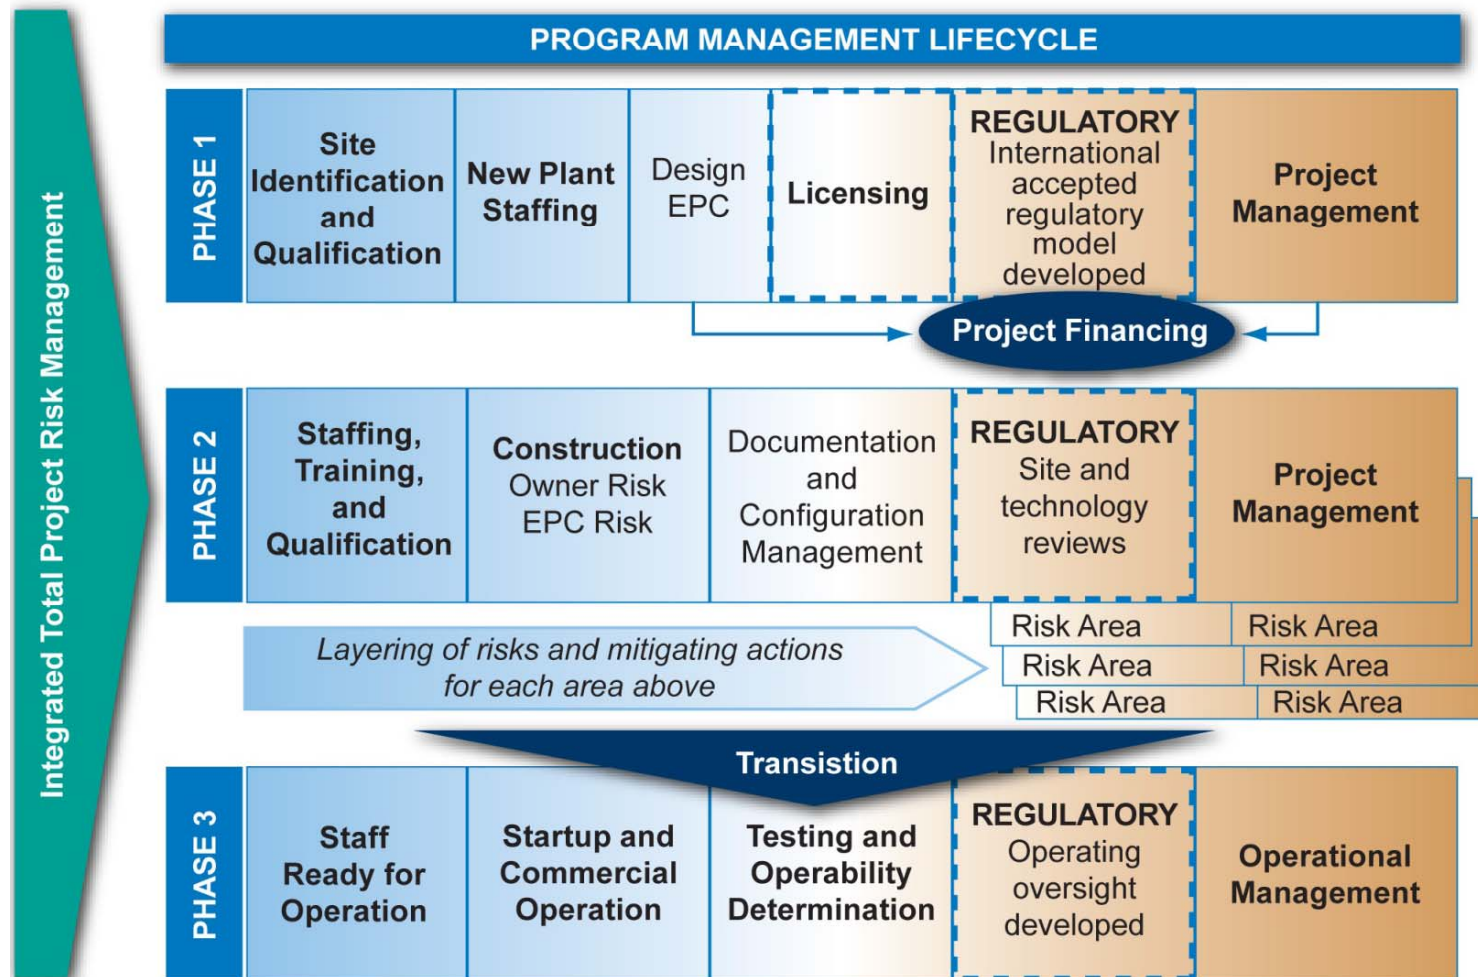 PROGRAM MANAGEMENT LIFECYCLE
Integrated Total Project Risk Management
PHASE 1
Site
Identification
and
Qualification
New Plant
Staffing
Design
EPC
Licensing
REGULATORY
International
accepted
regulatory
model
developed
Project
Management
Project Financing
PHASE 2
Staffing,
Training,
and
Qualification
Construction
Owner Risk
EPC Risk
Documentation
and
Configuration
Management
REGULATORY
Site and
technology
reviews
Project
Management
Layering of risks and mitigating actions
for each area above
Risk Area
Risk Area
Risk Area
Risk Area
Risk Area
Risk Area
Transistion
PHASE 3
Staff
Ready for
Operation
Startup and
Commercial
Operation
Testing and
Operability
Determination
REGULATORY
Operating
oversight
developed
Operational
Management